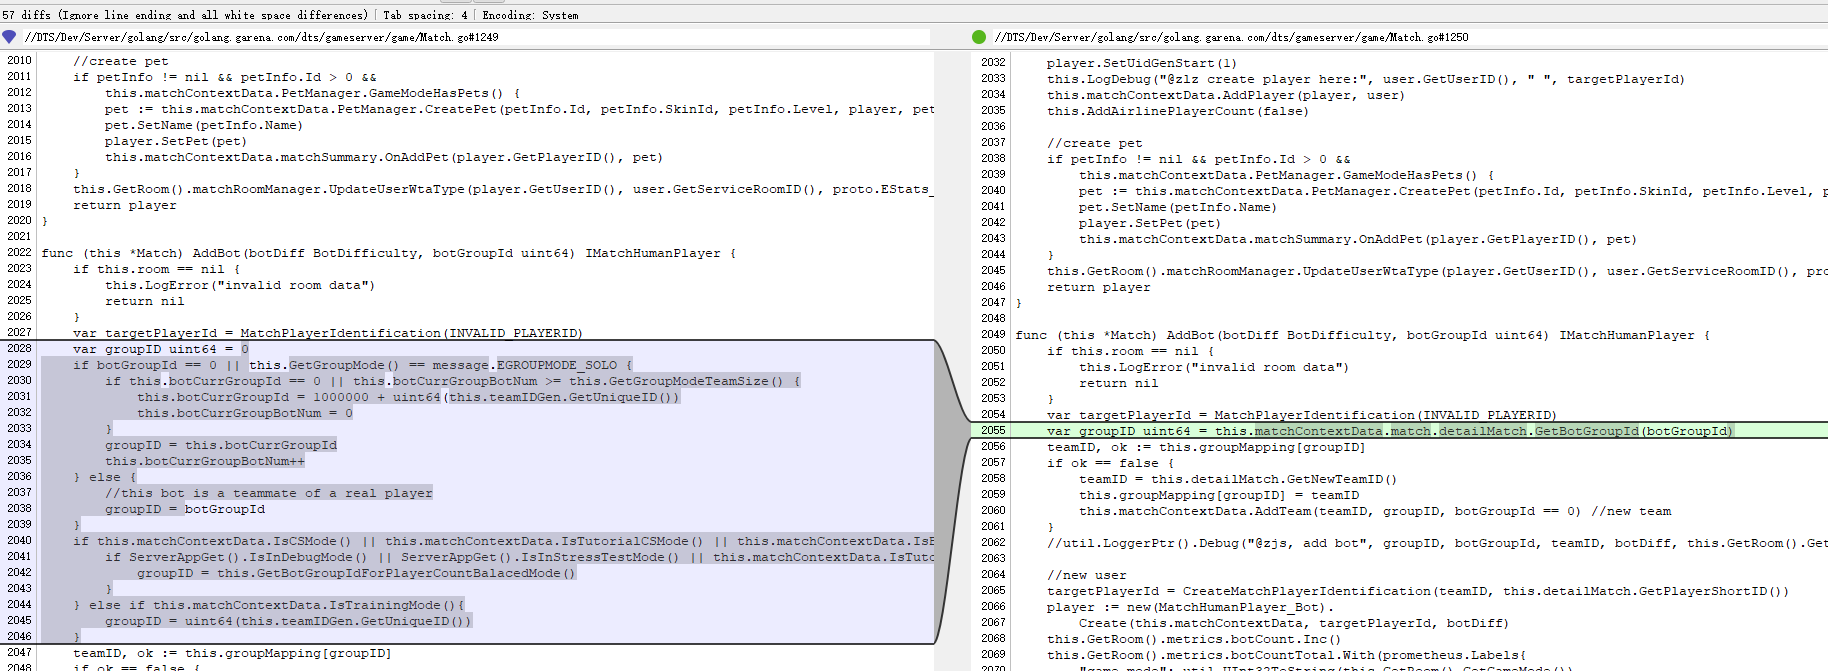 57 diffs (Ignore line ending and all white space differences) | Tab spacing: 4 | Encoding: System
//DTS/Dev/Server/golang/src/golang.garena.com/dts/gameserver/game/Match.go#1249
2010     //create pet
2011     if petInfo != nil && petInfo.Id > 0 &&
2012         this.matchContextData.PetManager.GameModeHasPets() {
2013         pet := this.matchContextData.PetManager.CreatePet(petInfo.Id, petInfo.SkinId, petInfo.Level, player, pet
2014         pet.SetName(petInfo.Name)
2015         player.SetPet(pet)
2016         this.matchContextData.matchSummary.OnAddPet(player.GetPlayerID(), pet)
2017     }
2018     this.GetRoom().matchRoomManager.UpdateUserWtaType(player.GetUserID(), user.GetServiceRoomID(), proto.EStats_
2019     return player
2020 }
2021
2022 func (this *Match) AddBot(botDiff BotDifficulty, botGroupId uint64) IMatchHumanPlayer {
2023     if this.room == nil {
2024         this.LogError("invalid room data")
2025         return nil
2026     }
2027     var targetPlayerId = MatchPlayerIdentification(INVALID_PLAYERID)
2028     var groupID uint64 = 0
2029     if botGroupId == 0 || this.GetGroupMode() == message.EGROUPMODE_SOLO {
2030         if this.botCurrGroupId == 0 || this.botCurrGroupBotNum >= this.GetGroupModeTeamSize() {
2031             this.botCurrGroupId = 1000000 + uint64(this.teamIDGen.GetUniqueID())
2032             this.botCurrGroupBotNum = 0
2033         }
2034         groupID = this.botCurrGroupId
2035         this.botCurrGroupBotNum++
2036     } else {
2037         //this bot is a teammate of a real player
2038         groupID = botGroupId
2039     }
2040     if this.matchContextData.IsCSMode() || this.matchContextData.IsTutorialCSMode() || this.matchContextData.IsE
2041         if ServerAppGet().IsInDebugMode() || ServerAppGet().IsInStressTestMode() || this.matchContextData.IsTuto
2042             groupID = this.GetBotGroupIdForPlayerCountBalacedMode()
2043         }
2044     } else if this.matchContextData.IsTrainingMode(){
2045         groupID = uint64(this.teamIDGen.GetUniqueID())
2046     }
2047     teamID, ok := this.groupMapping[groupID]
2048     if ok == false {
//DTS/Dev/Server/golang/src/golang.garena.com/dts/gameserver/game/Match.go#1250
2032     player.SetUidGenStart(1)
2033     this.LogDebug("@zlz create player here:", user.GetUserID(), " ", targetPlayerId)
2034     this.matchContextData.AddPlayer(player, user)
2035     this.AddAirlinePlayerCount(false)
2036
2037     //create pet
2038     if petInfo != nil && petInfo.Id > 0 &&
2039         this.matchContextData.PetManager.GameModeHasPets() {
2040         pet := this.matchContextData.PetManager.CreatePet(petInfo.Id, petInfo.SkinId, petInfo.Level, p
2041         pet.SetName(petInfo.Name)
2042         player.SetPet(pet)
2043         this.matchContextData.matchSummary.OnAddPet(player.GetPlayerID(), pet)
2044     }
2045     this.GetRoom().matchRoomManager.UpdateUserWtaType(player.GetUserID(), user.GetServiceRoomID(), pro
2046     return player
2047 }
2048
2049 func (this *Match) AddBot(botDiff BotDifficulty, botGroupId uint64) IMatchHumanPlayer {
2050     if this.room == nil {
2051         this.LogError("invalid room data")
2052         return nil
2053     }
2054     var targetPlayerId = MatchPlayerIdentification(INVALID_PLAYERID)
2055     var groupID uint64 = this.matchContextData.match.detailMatch.GetBotGroupId(botGroupId)
2056     teamID, ok := this.groupMapping[groupID]
2057     if ok == false {
2058         teamID = this.detailMatch.GetNewTeamID()
2059         this.groupMapping[groupID] = teamID
2060         this.matchContextData.AddTeam(teamID, groupID, botGroupId == 0) //new team
2061     }
2062     //util.LoggerPtr().Debug("@zjs, add bot", groupID, botGroupId, teamID, botDiff, this.GetRoom().Get
2063
2064     //new user
2065     targetPlayerId = CreateMatchPlayerIdentification(teamID, this.detailMatch.GetPlayerShortID())
2066     player := new(MatchHumanPlayer_Bot).
2067         Create(this.matchContextData, targetPlayerId, botDiff)
2068     this.GetRoom().metrics.botCount.Inc()
2069     this.GetRoom().metrics.botCountTotal.With(prometheus.Labels{
2070         "game_mode": util.UInt32ToString(this.GetRoom().GetGameMode())